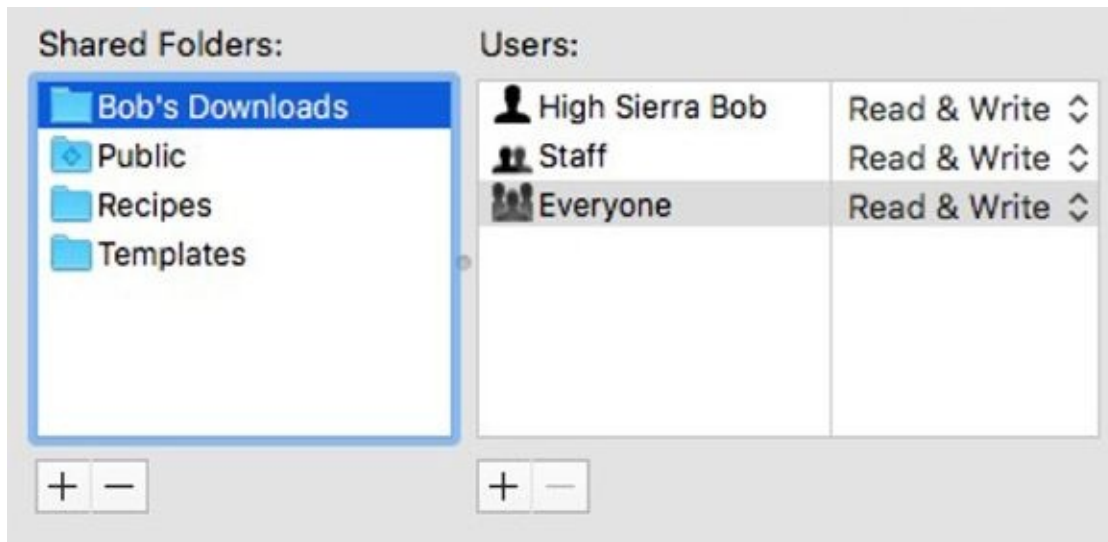 Shared Folders:
Bob's Downloads
Public
Recipes
Templates
Users:
High Sierra Bob Read & Write
Staff Read & Write
Everyone Read & Write